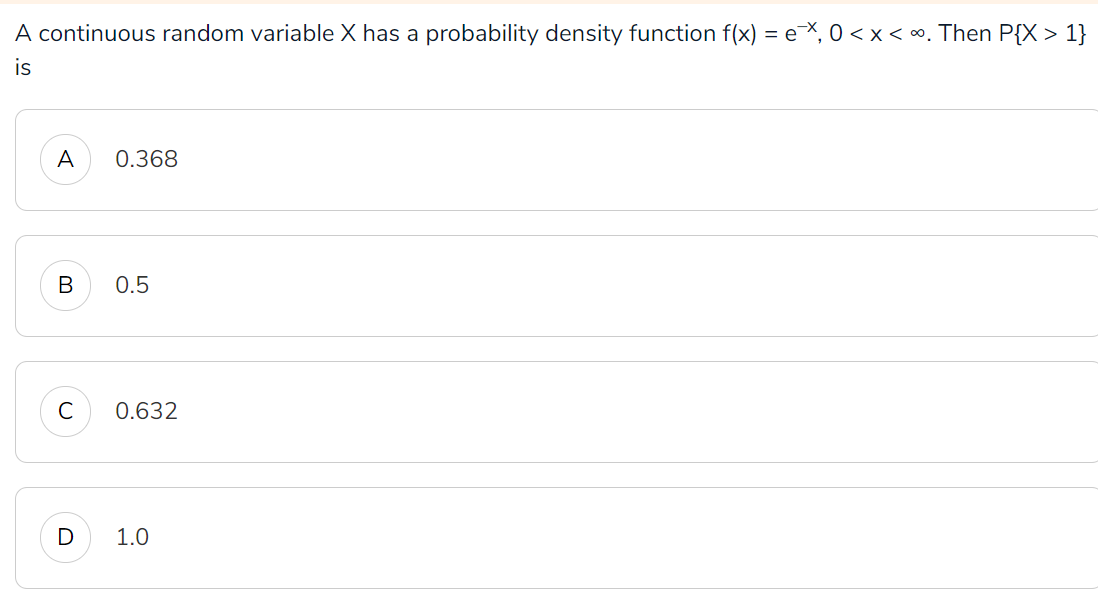 A continuous random variable X has a probability density function f(x) = e⁻ˣ, 0 < x < ∞. Then P{X > 1}
is
A 0.368
B 0.5
C 0.632
D 1.0